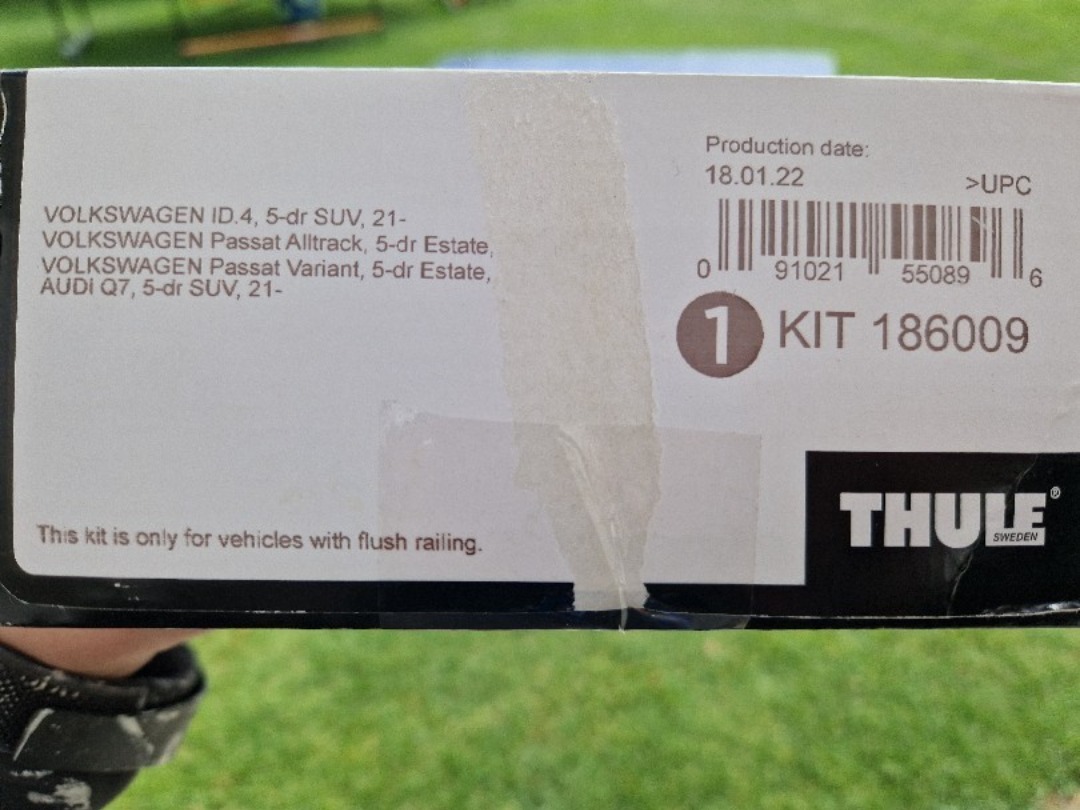 VOLKSWAGEN ID.4, 5-dr SUV, 21-
VOLKSWAGEN Passat Alltrack, 5-dr Estate,
VOLKSWAGEN Passat Variant, 5-dr Estate,
AUDI Q7, 5-dr SUV, 21-
This kit is only for vehicles with flush railing.
Production date:
18.01.22
>UPC
0 91021 55089 6
1 KIT 186009
THULE®
SWEDEN